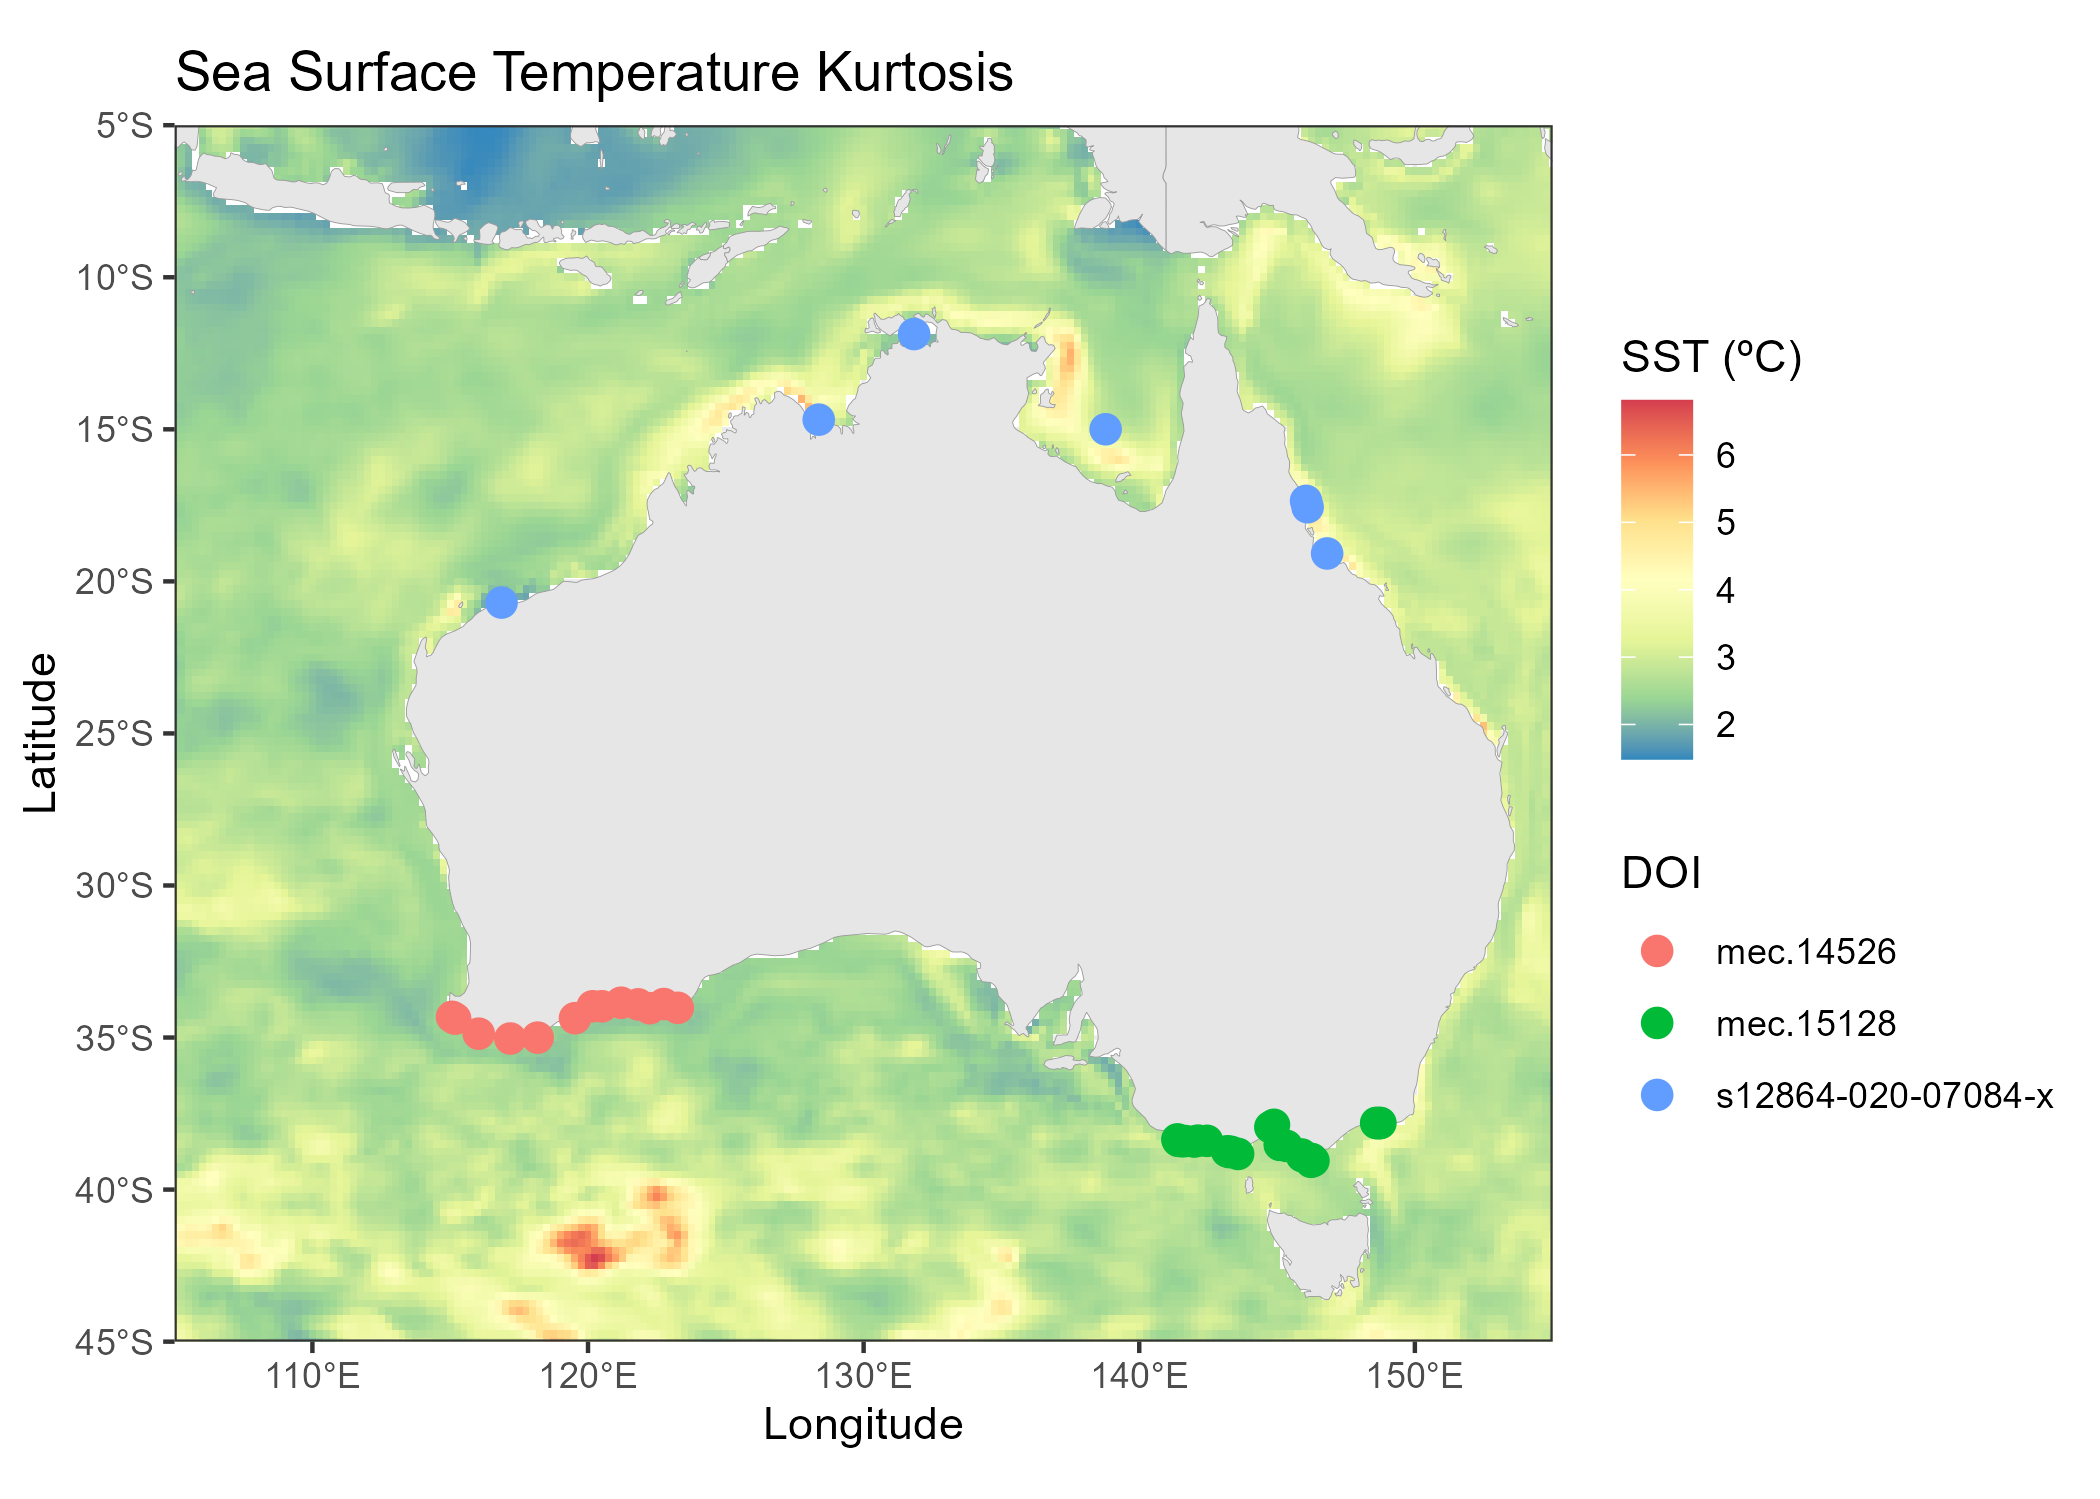 Sea Surface Temperature Kurtosis
5°S
10°S
15°S
20°S
25°S
30°S
35°S
40°S
45°S
Latitude
110°E
120°E
130°E
140°E
150°E
Longitude
SST (ºC)
6
5
4
3
2
DOI
mec.14526
mec.15128
s12864-020-07084-x